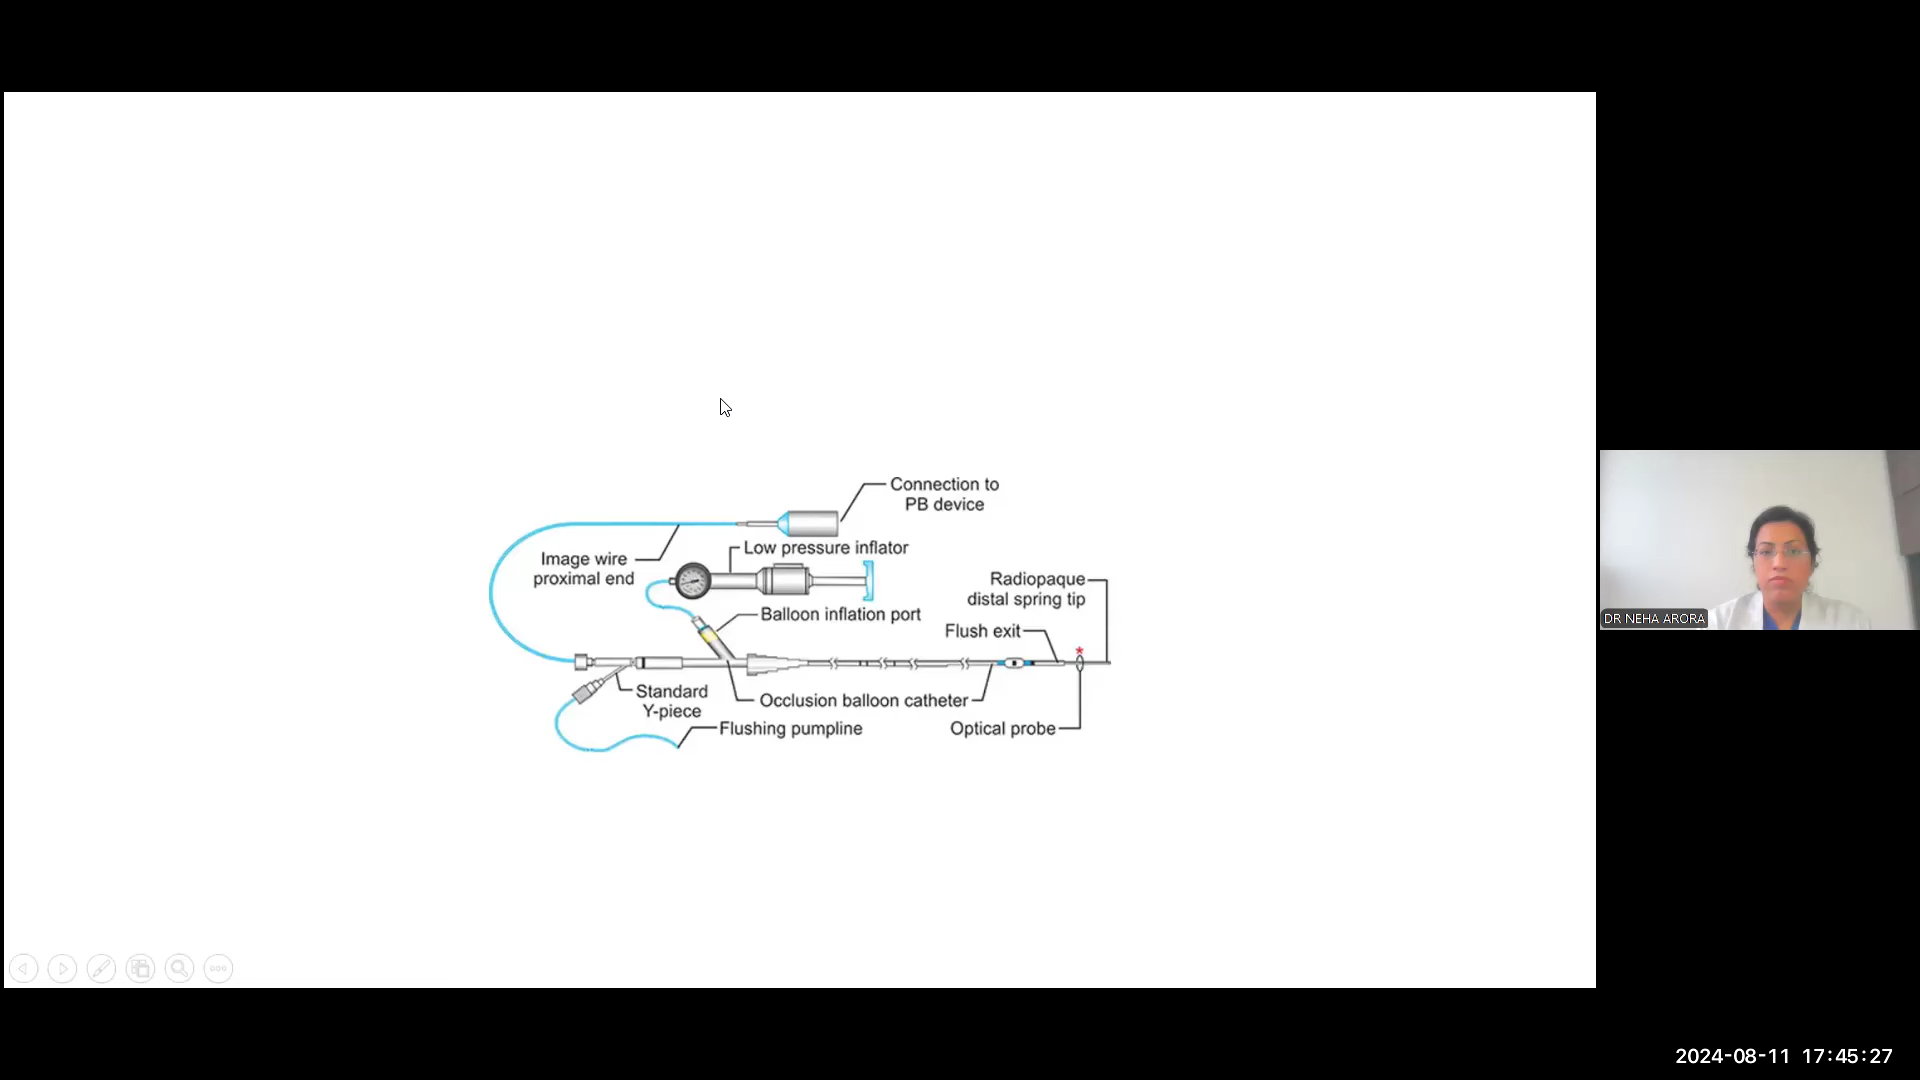 Connection to
PB device
Low pressure inflator
Image wire
proximal end
Radiopaque
distal spring tip
Balloon inflation port
Flush exit
*
Standard
Y-piece
Occlusion balloon catheter
Flushing pumpline
Optical probe
DR NEHA ARORA
2024-08-11 17:45:27